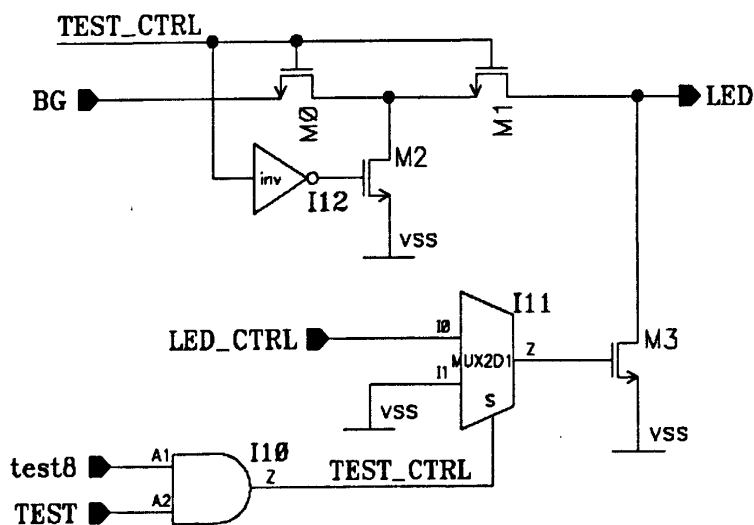 TEST_CTRL
BG
M0
M1
LED
inv
I12
M2
VSS
I11
LED_CTRL
I0
MUX2D1
Z
I1
S
VSS
M3
VSS
test8
A1
I10
Z
TEST_CTRL
TEST
A2